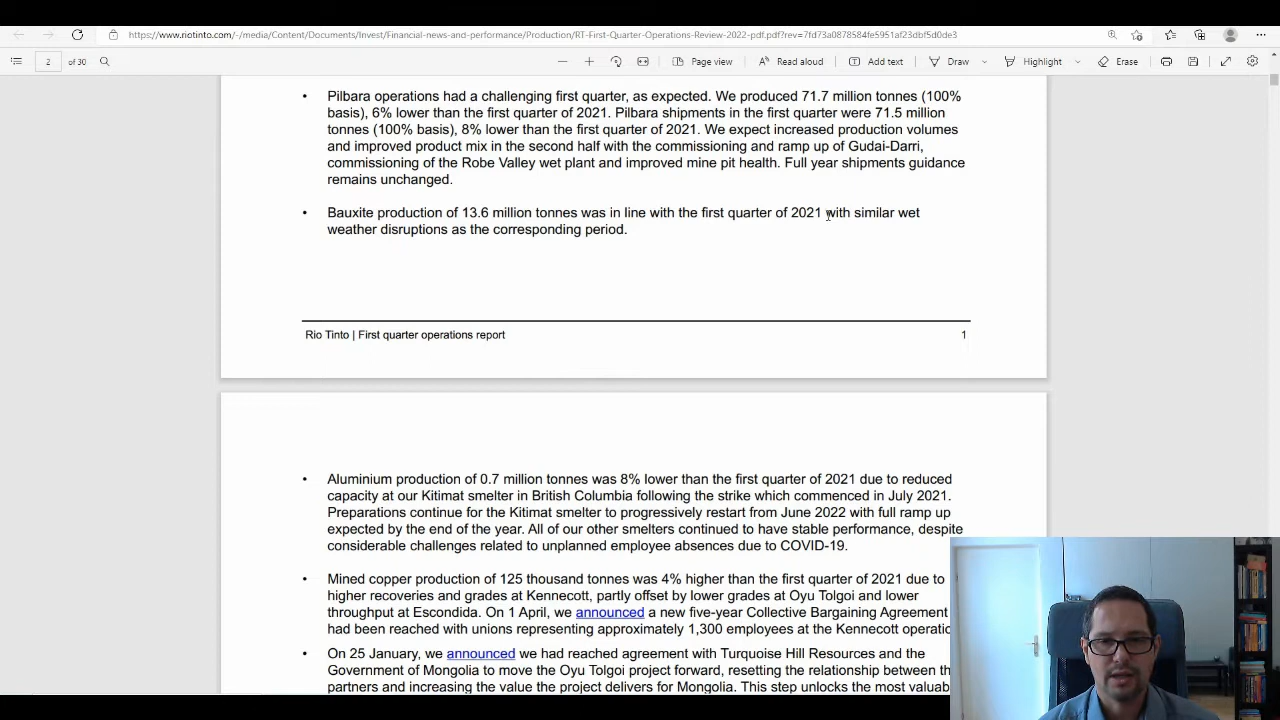 https://www.riotinto.com/-/media/Content/Documents/Invest/Financial-news-and-performance/Production/RT-First-Quarter-Operations-Review-2022-pdf.pdf?rev=7fd73a0878584fe5951af23dbf5d0de3
2 of 30 Page view Read aloud Add text Draw Highlight Erase
• Pilbara operations had a challenging first quarter, as expected. We produced 71.7 million tonnes (100%
basis), 6% lower than the first quarter of 2021. Pilbara shipments in the first quarter were 71.5 million
tonnes (100% basis), 8% lower than the first quarter of 2021. We expect increased production volumes
and improved product mix in the second half with the commissioning and ramp up of Gudai-Darri,
commissioning of the Robe Valley wet plant and improved mine pit health. Full year shipments guidance
remains unchanged.
• Bauxite production of 13.6 million tonnes was in line with the first quarter of 2021 with similar wet
weather disruptions as the corresponding period.
Rio Tinto | First quarter operations report 1
• Aluminium production of 0.7 million tonnes was 8% lower than the first quarter of 2021 due to reduced
capacity at our Kitimat smelter in British Columbia following the strike which commenced in July 2021.
Preparations continue for the Kitimat smelter to progressively restart from June 2022 with full ramp up
expected by the end of the year. All of our other smelters continued to have stable performance, despite
considerable challenges related to unplanned employee absences due to COVID-19.
• Mined copper production of 125 thousand tonnes was 4% higher than the first quarter of 2021 due to
higher recoveries and grades at Kennecott, partly offset by lower grades at Oyu Tolgoi and lower
throughput at Escondida. On 1 April, we announced a new five-year Collective Bargaining Agreement
had been reached with unions representing approximately 1,300 employees at the Kennecott operatio
• On 25 January, we announced we had reached agreement with Turquoise Hill Resources and the
Government of Mongolia to move the Oyu Tolgoi project forward, resetting the relationship between th
partners and increasing the value the project delivers for Mongolia. This step unlocks the most valuab